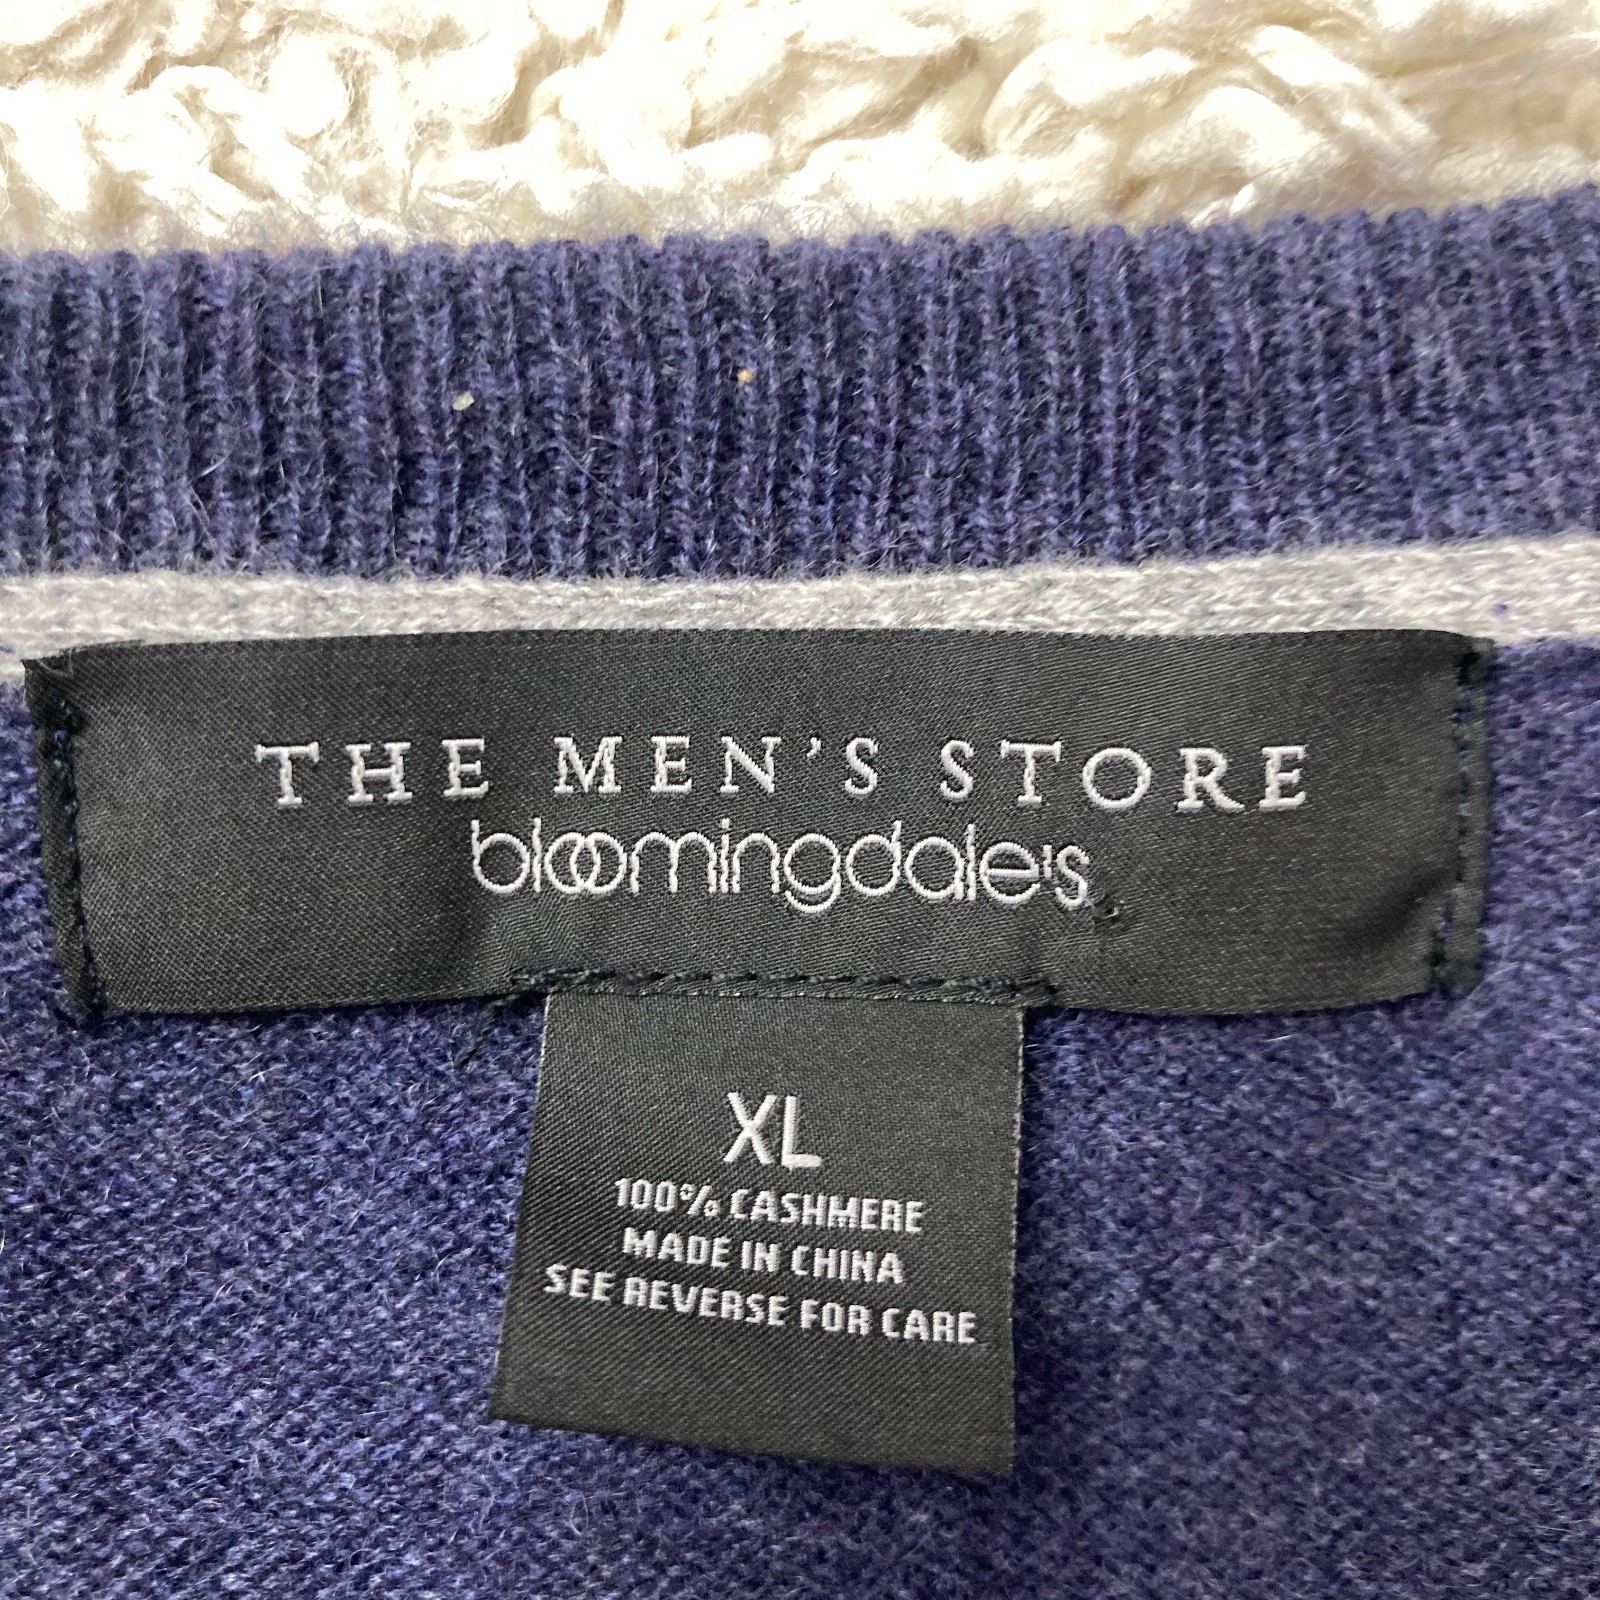 THE MEN'S STORE
bloomingdale's
XL
100% CASHMERE
MADE IN CHINA
SEE REVERSE FOR CARE